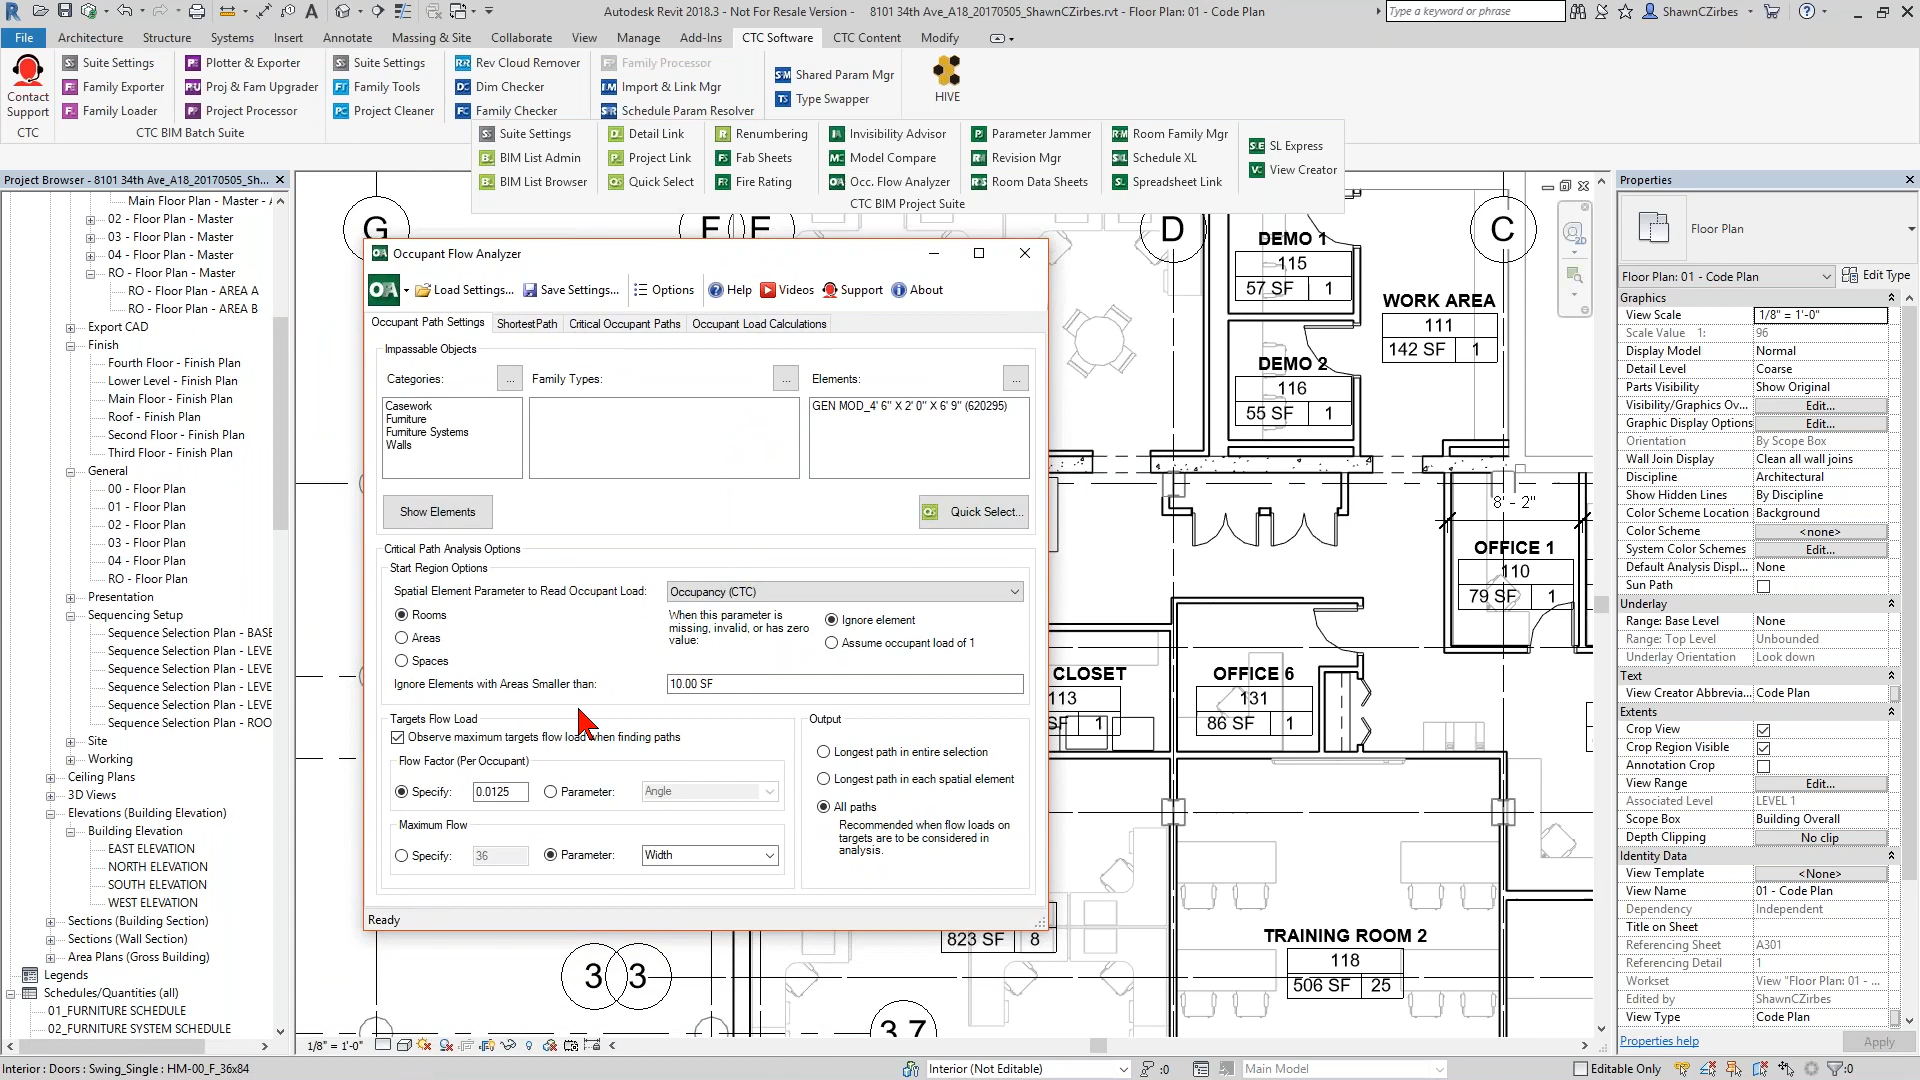 Autodesk Revit 2018.3 - Not For Resale Version -    8101 34th Ave_A18_20170505_ShawnCZirbes.rvt - Floor Plan: 01 - Code Plan
Type a keyword or phrase
ShawnCZirbes
File
Architecture
Structure
Systems
Insert
Annotate
Massing & Site
Collaborate
View
Manage
Add-Ins
CTC Software
CTC Content
Modify
Contact
Support
CTC
Suite Settings
Family Exporter
Family Loader
Plotter & Exporter
Proj & Fam Upgrader
Project Processor
CTC BIM Batch Suite
Suite Settings
Family Tools
Project Cleaner
Rev Cloud Remover
Dim Checker
Family Checker
Family Processor
Import & Link Mgr
Schedule Param Resolver
Shared Param Mgr
Type Swapper
HIVE
Suite Settings
BIM List Admin
BIM List Browser
Detail Link
Project Link
Quick Select
Renumbering
Fab Sheets
Fire Rating
Invisibility Advisor
Model Compare
Occ. Flow Analyzer
Parameter Jammer
Revision Mgr
Room Data Sheets
Room Family Mgr
Schedule XL
Spreadsheet Link
SL Express
View Creator
CTC BIM Project Suite
Project Browser - 8101 34th Ave_A18_20170505_Sh...
Main Floor Plan - Master - A
02 - Floor Plan - Master
03 - Floor Plan - Master
04 - Floor Plan - Master
RO - Floor Plan - Master
RO - Floor Plan - AREA A
RO - Floor Plan - AREA B
Export CAD
Finish
Fourth Floor - Finish Plan
Lower Level - Finish Plan
Main Floor - Finish Plan
Roof - Finish Plan
Second Floor - Finish Plan
Third Floor - Finish Plan
General
00 - Floor Plan
01 - Floor Plan
02 - Floor Plan
03 - Floor Plan
04 - Floor Plan
RO - Floor Plan
Presentation
Sequencing Setup
Sequence Selection Plan - BASE
Sequence Selection Plan - LEVE
Sequence Selection Plan - LEVE
Sequence Selection Plan - LEVE
Sequence Selection Plan - LEVE
Sequence Selection Plan - ROO
Site
Working
Ceiling Plans
3D Views
Elevations (Building Elevation)
Building Elevation
EAST ELEVATION
NORTH ELEVATION
SOUTH ELEVATION
WEST ELEVATION
Sections (Building Section)
Sections (Wall Section)
Area Plans (Gross Building)
Legends
Schedules/Quantities (all)
01_FURNITURE SCHEDULE
02_FURNITURE SYSTEM SCHEDULE
G
D
C
Occupant Flow Analyzer
Load Settings...
Save Settings...
Options
Help
Videos
Support
About
Occupant Path Settings
ShortestPath
Critical Occupant Paths
Occupant Load Calculations
Impassable Objects
Categories:
...
Family Types:
...
Elements:
...
Casework
Furniture
Furniture Systems
Walls
GEN MOD_4' 6" X 2' 0" X 6' 9" (620295)
Show Elements
Quick Select...
Critical Path Analysis Options
Start Region Options
Spatial Element Parameter to Read Occupant Load:
Occupancy (CTC)
Rooms
Areas
Spaces
When this parameter is
missing, invalid, or has zero
value:
Ignore element
Assume occupant load of 1
Ignore Elements with Areas Smaller than:
10.00 SF
Targets Flow Load
Observe maximum targets flow load when finding paths
Flow Factor (Per Occupant)
Specify:
0.0125
Parameter:
Angle
Maximum Flow
Specify:
36
Parameter:
Width
Output
Longest path in entire selection
Longest path in each spatial element
All paths
Recommended when flow loads on
targets are to be considered in
analysis.
Ready
DEMO 1
115
57 SF 1
DEMO 2
116
55 SF 1
WORK AREA
111
142 SF 1
8' - 2"
OFFICE 1
110
79 SF 1
CLOSET
113
SF 1
OFFICE 6
131
86 SF 1
823 SF 8
TRAINING ROOM 2
118
506 SF 25
3 3
3.7
1/8" = 1'-0"
Properties
Floor Plan
Floor Plan: 01 - Code Plan
Edit Type
Graphics
View Scale 1/8" = 1'-0"
Scale Value    1: 96
Display Model Normal
Detail Level Coarse
Parts Visibility Show Original
Visibility/Graphics Ov... Edit...
Graphic Display Options Edit...
Orientation By Scope Box
Wall Join Display Clean all wall joins
Discipline Architectural
Show Hidden Lines By Discipline
Color Scheme Location Background
Color Scheme <none>
System Color Schemes Edit...
Default Analysis Displ... None
Sun Path
Underlay
Range: Base Level None
Range: Top Level Unbounded
Underlay Orientation Look down
Text
View Creator Abbrevia... Code Plan
Extents
Crop View
Crop Region Visible
Annotation Crop
View Range Edit...
Associated Level LEVEL 1
Scope Box Building Overall
Depth Clipping No clip
Identity Data
View Template <None>
View Name 01 - Code Plan
Dependency Independent
Title on Sheet
Referencing Sheet A301
Referencing Detail 1
Workset View "Floor Plan: 01 - ...
Edited by ShawnCZirbes
View Type Code Plan
Properties help
Apply
Interior : Doors : Swing_Single : HM-00_F_36x84
Interior (Not Editable)
:0
Main Model
Editable Only
:0